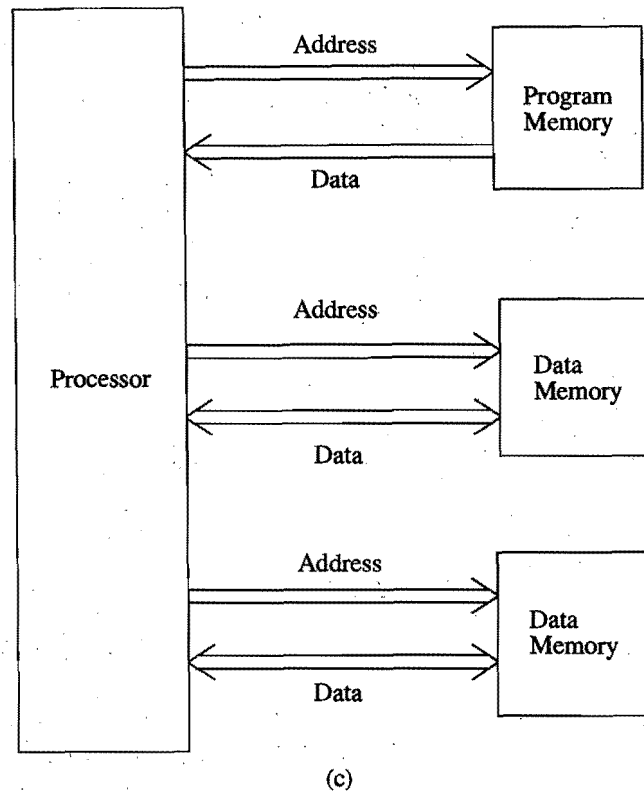 Address
Program
Memory
Data
Address
Processor
Data
Memory
Data
Address
Data
Memory
Data
(c)